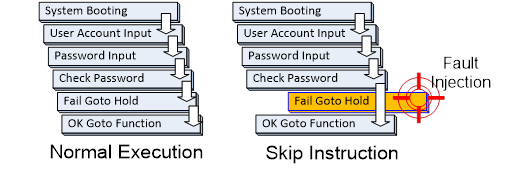 System Booting
User Account Input
Password Input
Check Password
Fail Goto Hold
OK Goto Function
Normal Execution
System Booting
User Account Input
Password Input
Check Password
Fail Goto Hold
OK Goto Function
Skip Instruction
Fault
Injection